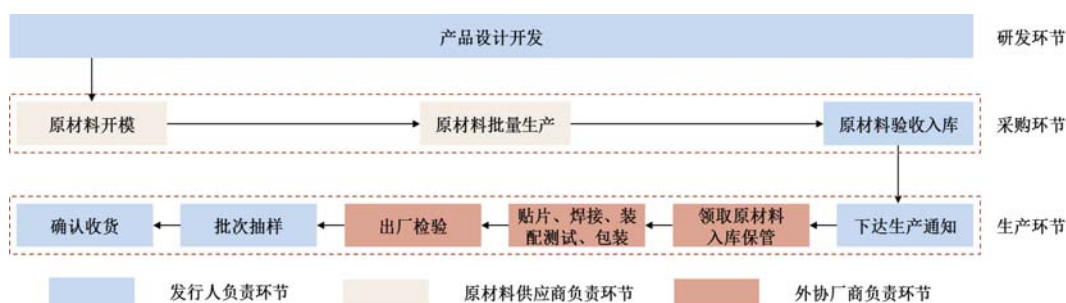 产品设计开发
研发环节
原材料开模
原材料批量生产
原材料验收入库
采购环节
确认收货
批次抽样
出厂检验
贴片、焊接、装
配测试、包装
领取原材料
入库保管
下达生产通知
生产环节
发行人负责环节
原材料供应商负责环节
外协厂商负责环节